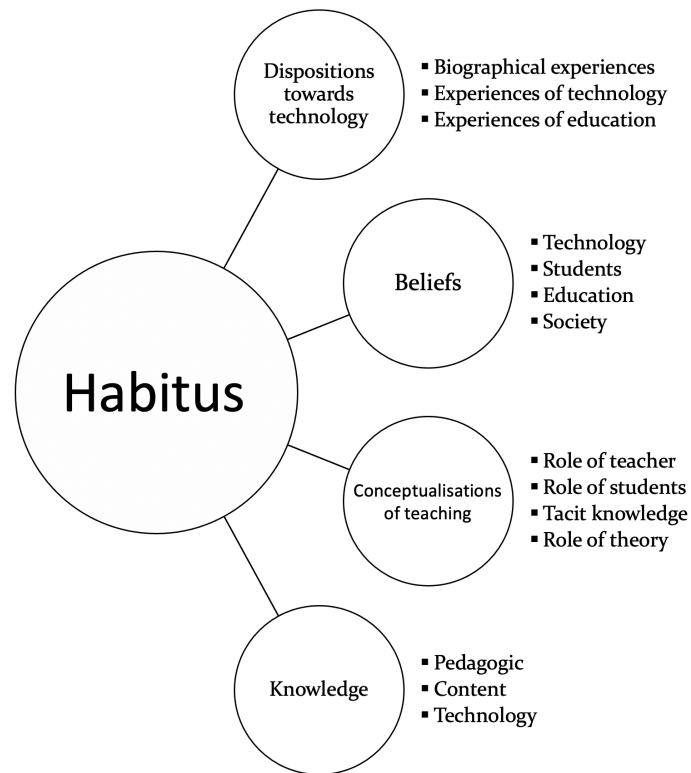 Dispositions
towards
technology
▪ Biographical experiences
▪ Experiences of technology
▪ Experiences of education
Beliefs
▪ Technology
▪ Students
▪ Education
▪ Society
Habitus
Conceptualisations
of teaching
▪ Role of teacher
▪ Role of students
▪ Tacit knowledge
▪ Role of theory
Knowledge
▪ Pedagogic
▪ Content
▪ Technology